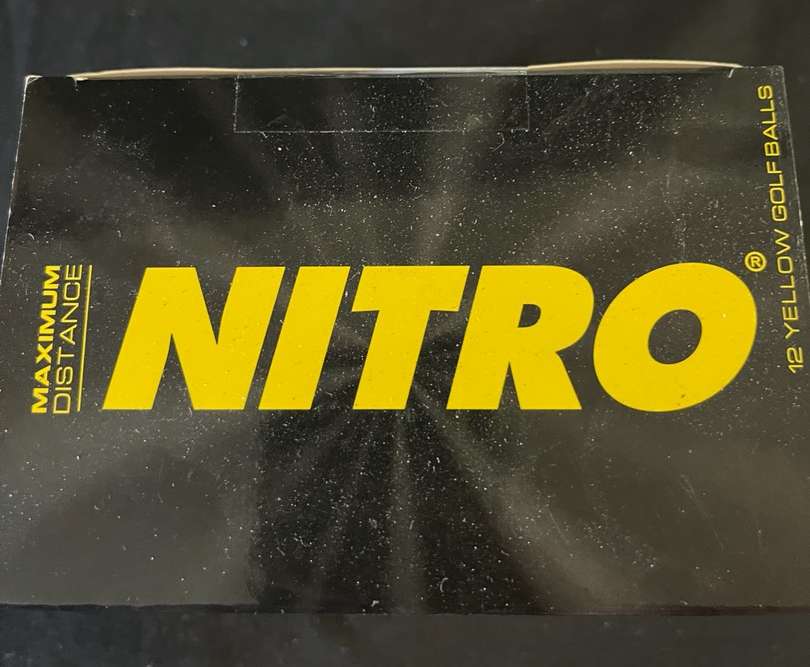 MAXIMUM
DISTANCE
NITRO®
12 YELLOW GOLF BALLS